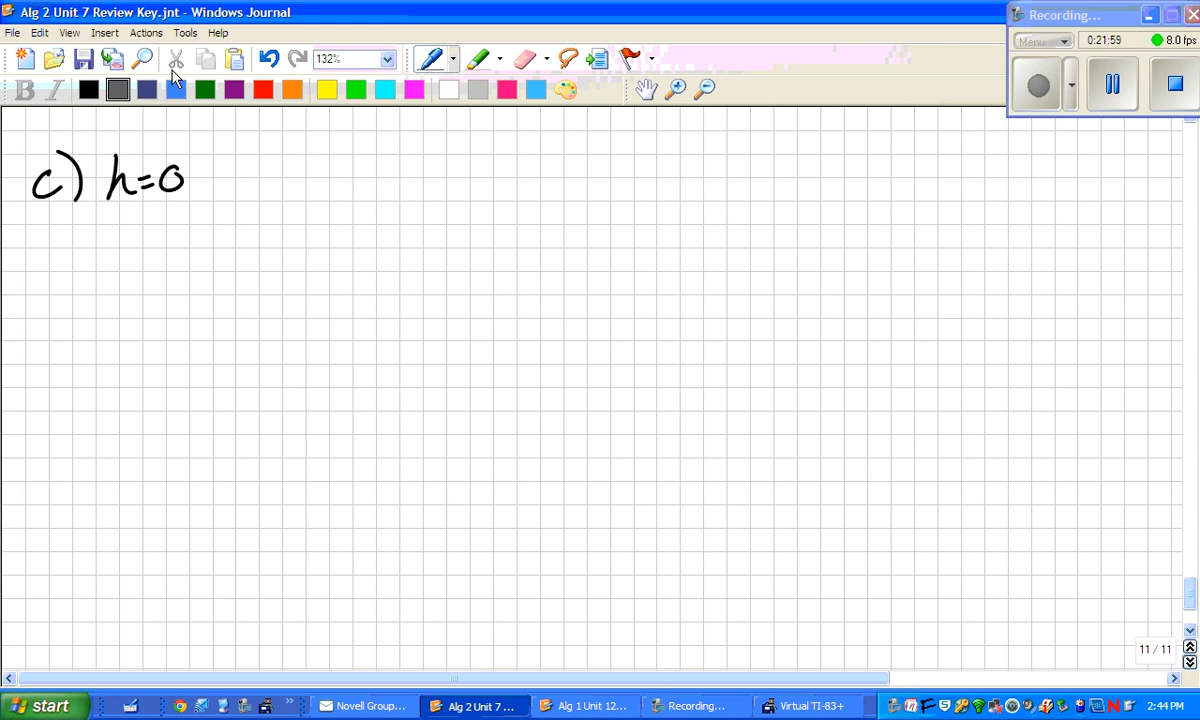 Alg 2 Unit 7 Review Key.jnt - Windows Journal
Recording...
File Edit View Insert Actions Tools Help
Menu 0:21:59 8.0 fps
132%
B I
c) h=0
11 / 11
start Novell Group... Alg 2 Unit 7 ... Alg 1 Unit 12... Recording... Virtual TI-83+ 2:44 PM